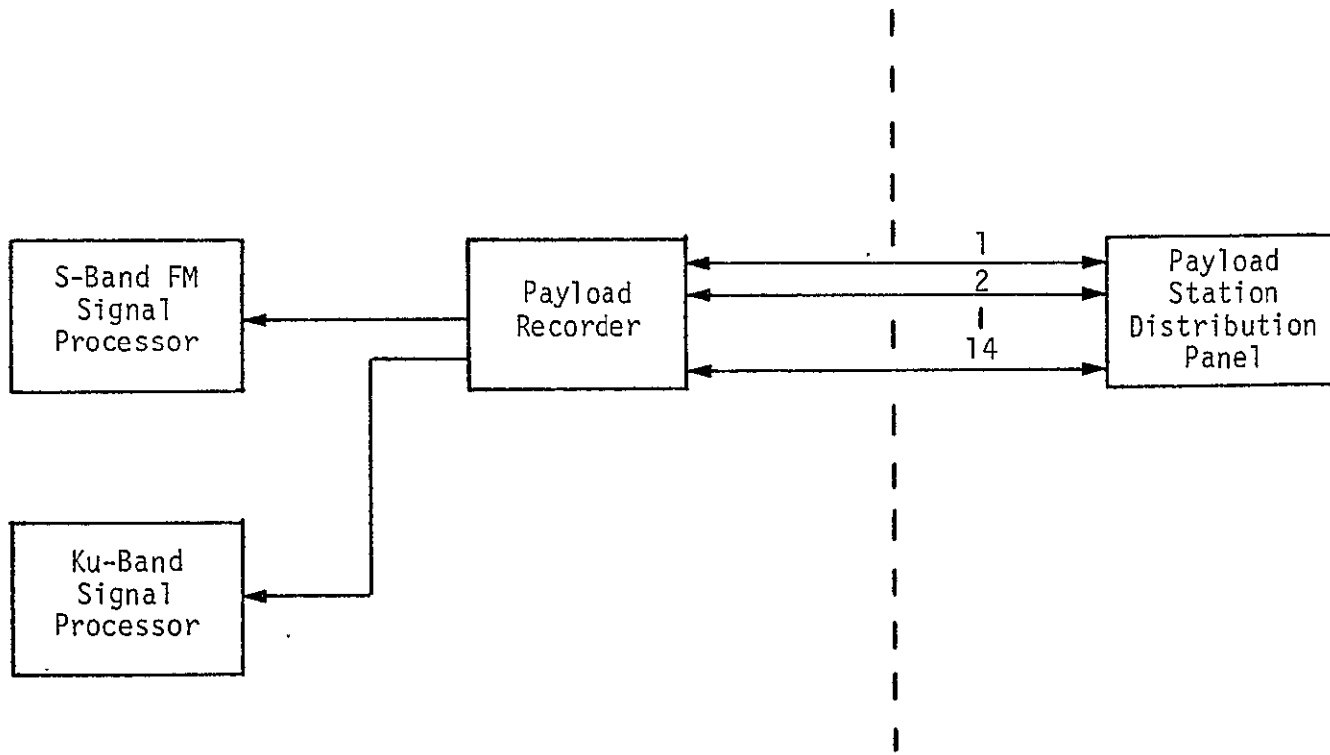 S-Band FM
Signal
Processor
Payload
Recorder
1
2
14
Payload
Station
Distribution
Panel
Ku-Band
Signal
Processor